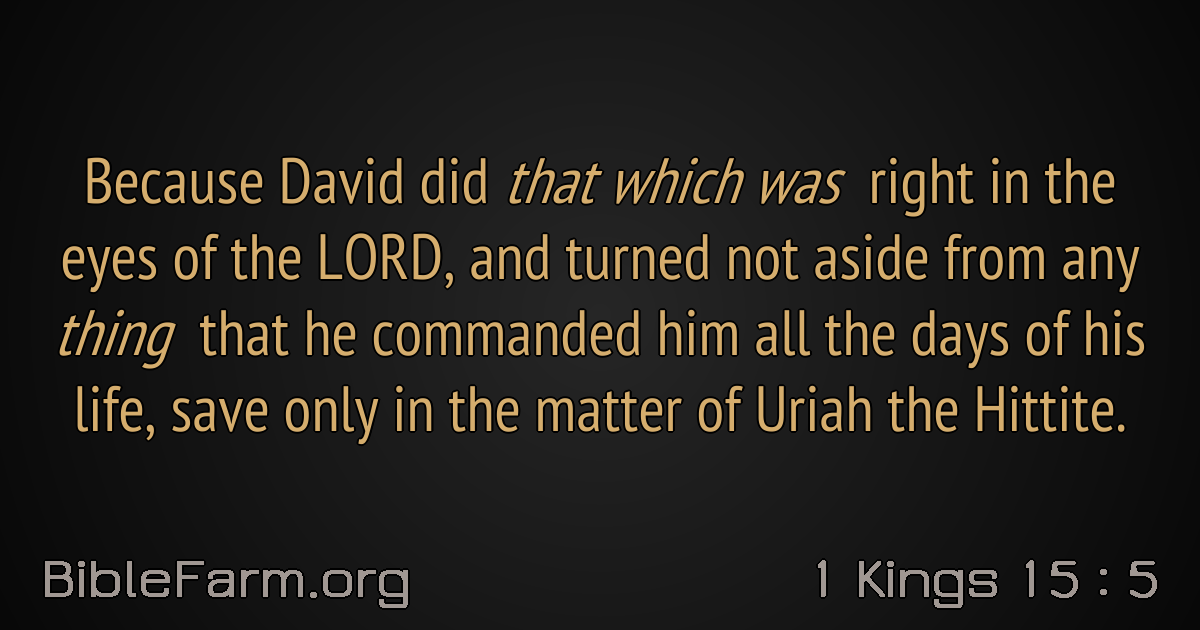 Because David did that which was right in the
eyes of the LORD, and turned not aside from any
thing that he commanded him all the days of his
life, save only in the matter of Uriah the Hittite.
BibleFarm.org
1 Kings 15 : 5